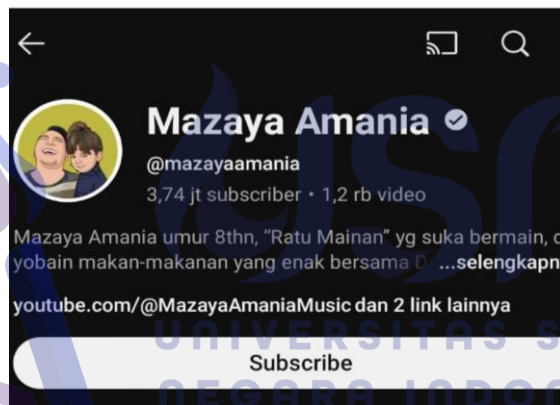 Mazaya Amania
@mazayaamania
3,74 jt subscriber • 1,2 rb video
Mazaya Amania umur 8thn, “Ratu Mainan” yg suka bermain,
yobain makan-makanan yang enak bersama D ...selengkapn
youtube.com/@MazayaAmaniaMusic dan 2 link lainnya
UNIVERSITAS S
Subscribe
NEGARA INDO